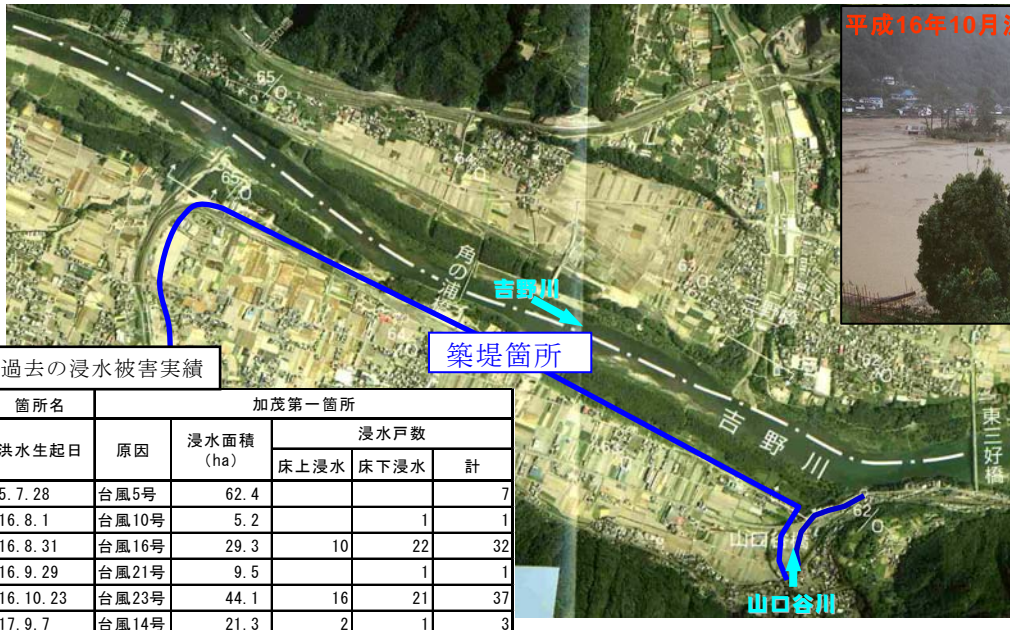 平成16年10月
65/0
65/0
64/0
角の浦
吉野川
63/0
築堤箇所
64/0
62/0
吉野川
東三好橋
62/0
山口谷川
過去の浸水被害実績
箇所名 加茂第一箇所
洪水生起日 原因 浸水面積(ha) 浸水戸数
床上浸水 床下浸水 計
5.7.28 台風5号 62.4 7
16.8.1 台風10号 5.2 1 1
16.8.31 台風16号 29.3 10 22 32
16.9.29 台風21号 9.5 1 1
16.10.23 台風23号 44.1 16 21 37
17.9.7 台風14号 21.3 2 1 3